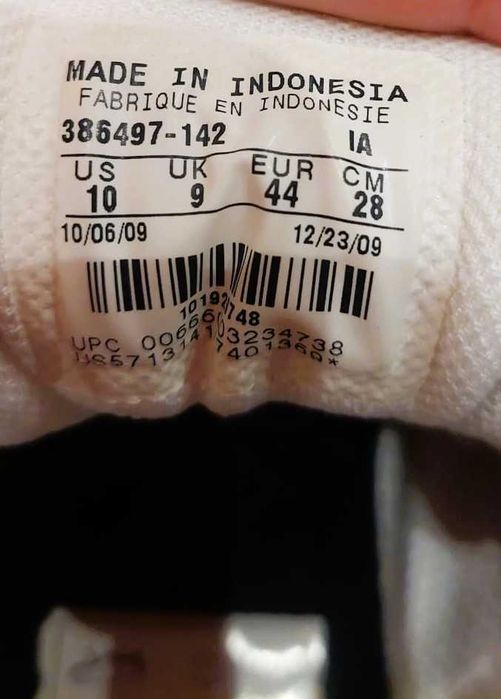 MADE IN INDONESIA
FABRIQUE EN INDONESIE
386497-142 IA
US UK EUR CM
10 9 44 28
10/06/09 12/23/09
UPC